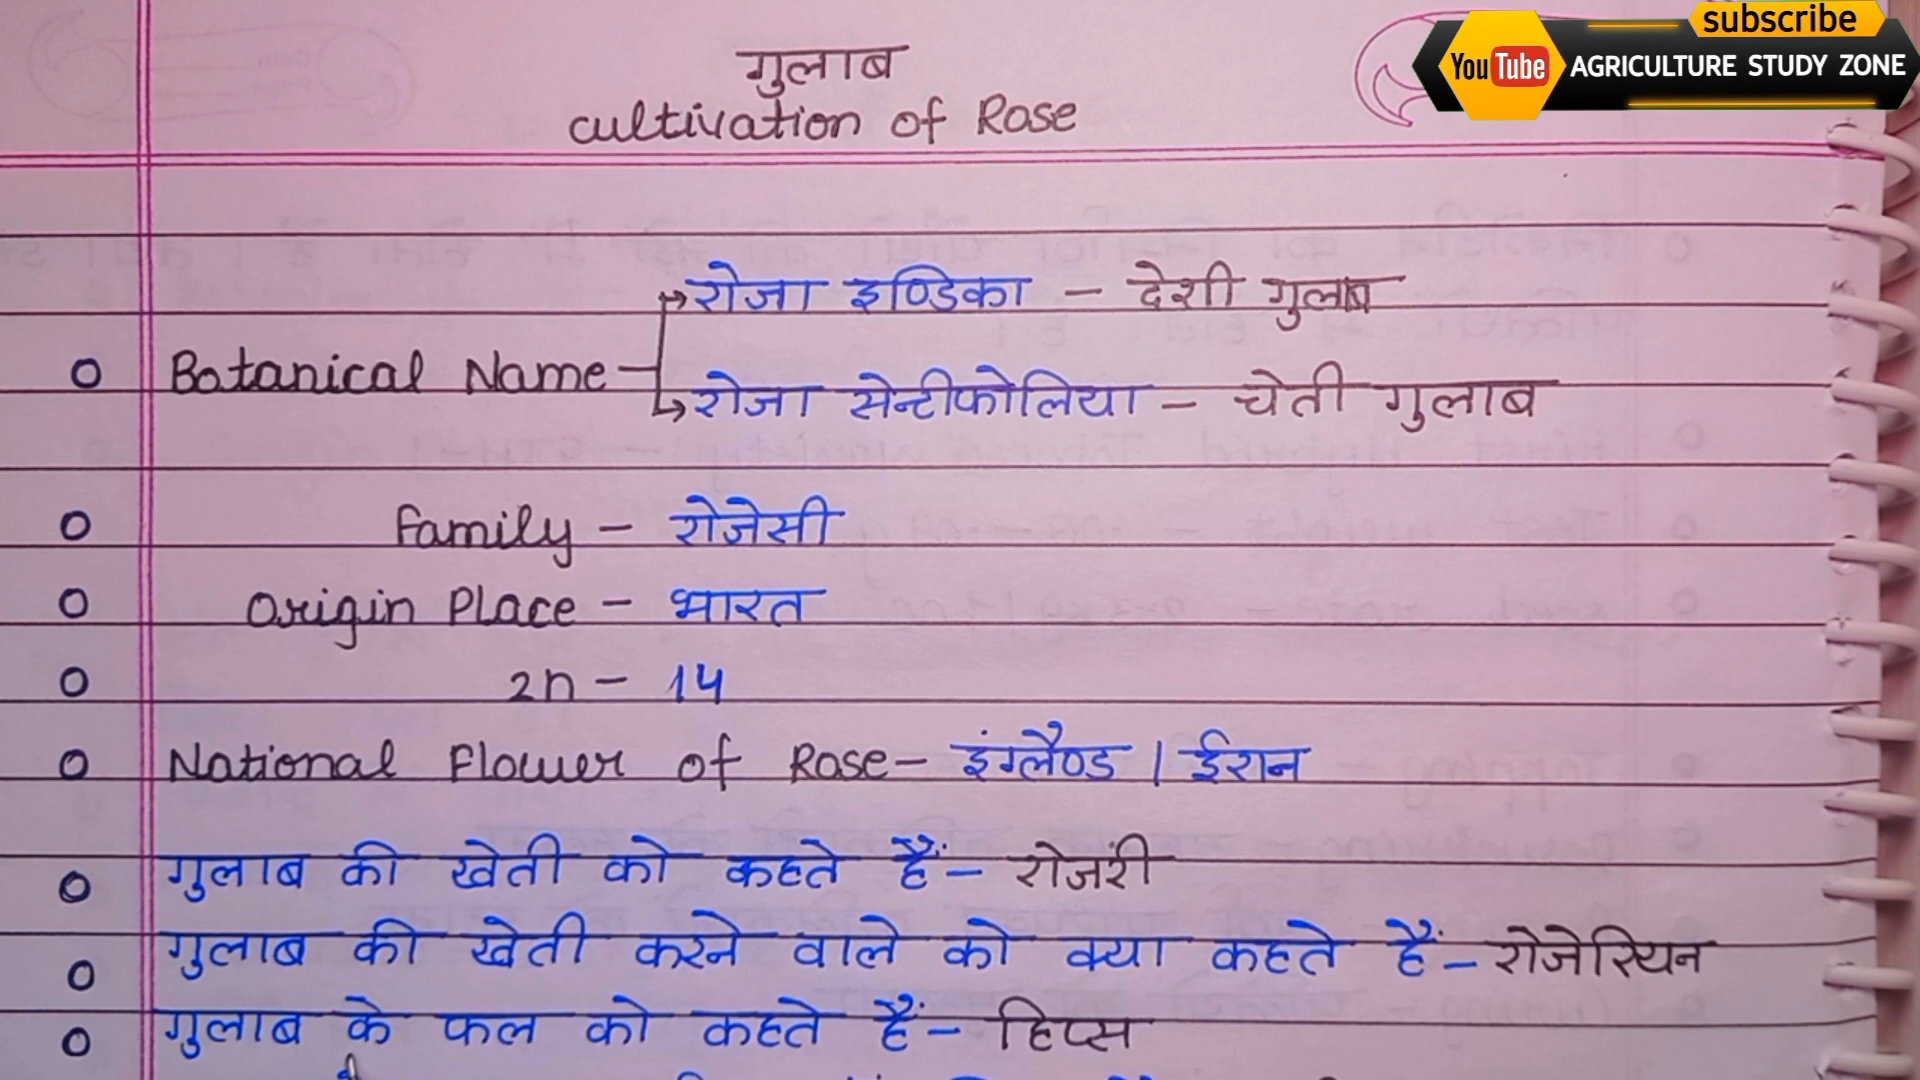 subscribe
YouTube AGRICULTURE STUDY ZONE
गुलाब
cultivation of Rose
रोजा इण्डिका - देशी गुलाब
Botanical Name
रोजा सेन्टीफोलिया - चेती गुलाब
Family - रोजेसी
Origin Place - भारत
2n - 14
National Flower of Rose - इंग्लैण्ड | ईरान
गुलाब की खेती को कहते हैं - रोजरी
गुलाब की खेती करने वाले को क्या कहते हैं - रोजेरियन
गुलाब के फल को कहते हैं - हिप्स